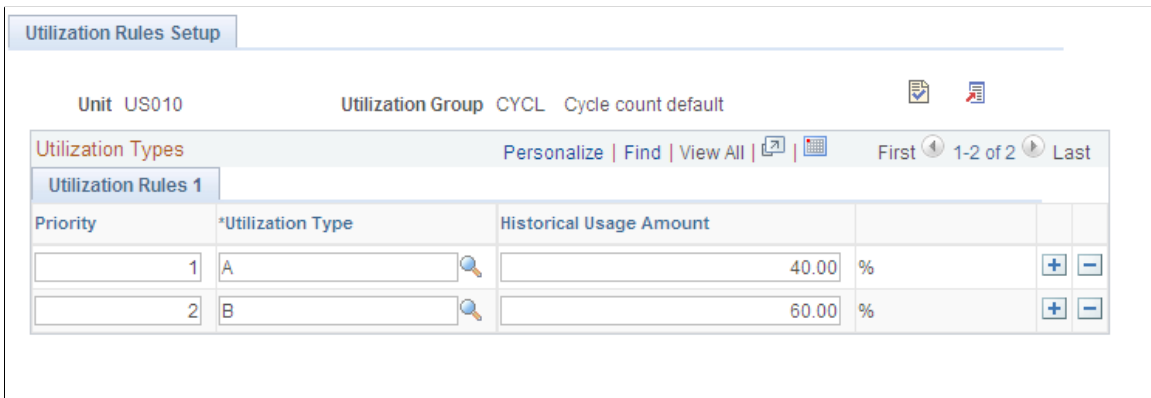 Utilization Rules Setup
Unit US010 Utilization Group CYCL Cycle count default
Utilization Types Personalize | Find | View All | | First 1-2 of 2 Last
Utilization Rules 1
Priority *Utilization Type Historical Usage Amount
1 A 40.00 %
2 B 60.00 %